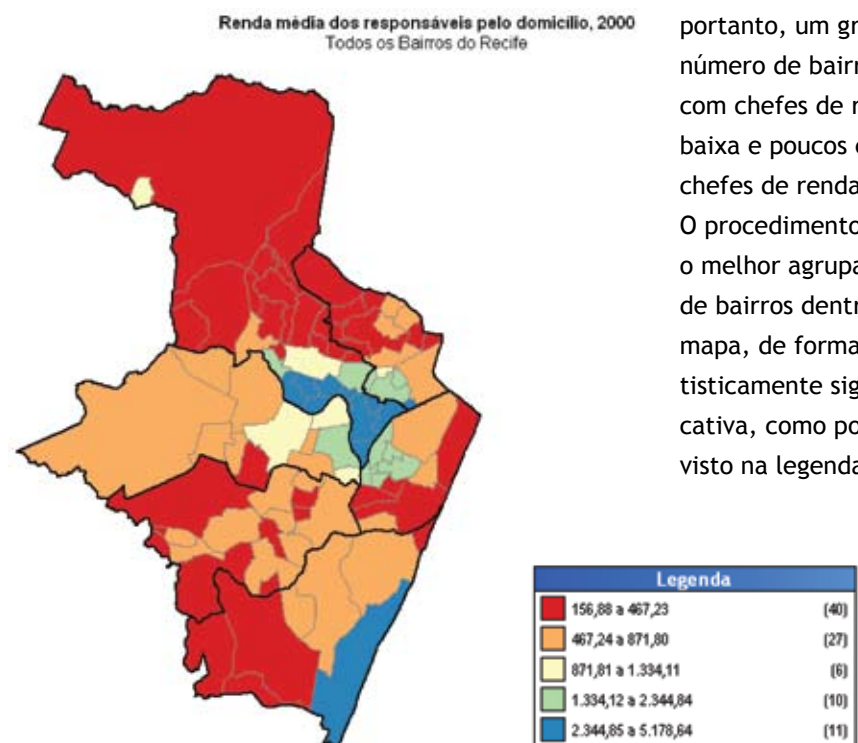 Renda média dos responsáveis pelo domicílio, 2000
Todos os Bairros do Recife
portanto, um gr
número de bairr
com chefes de r
baixa e poucos c
chefes de renda
O procedimento
o melhor agrupa
de bairros dentr
mapa, de forma
tisticamente sig
cativa, como po
visto na legenda
Legenda
156,88 a 467,23 (40)
467,24 a 871,80 (27)
871,81 a 1.334,11 (6)
1.334,12 a 2.344,84 (10)
2.344,85 a 5.178,64 (11)